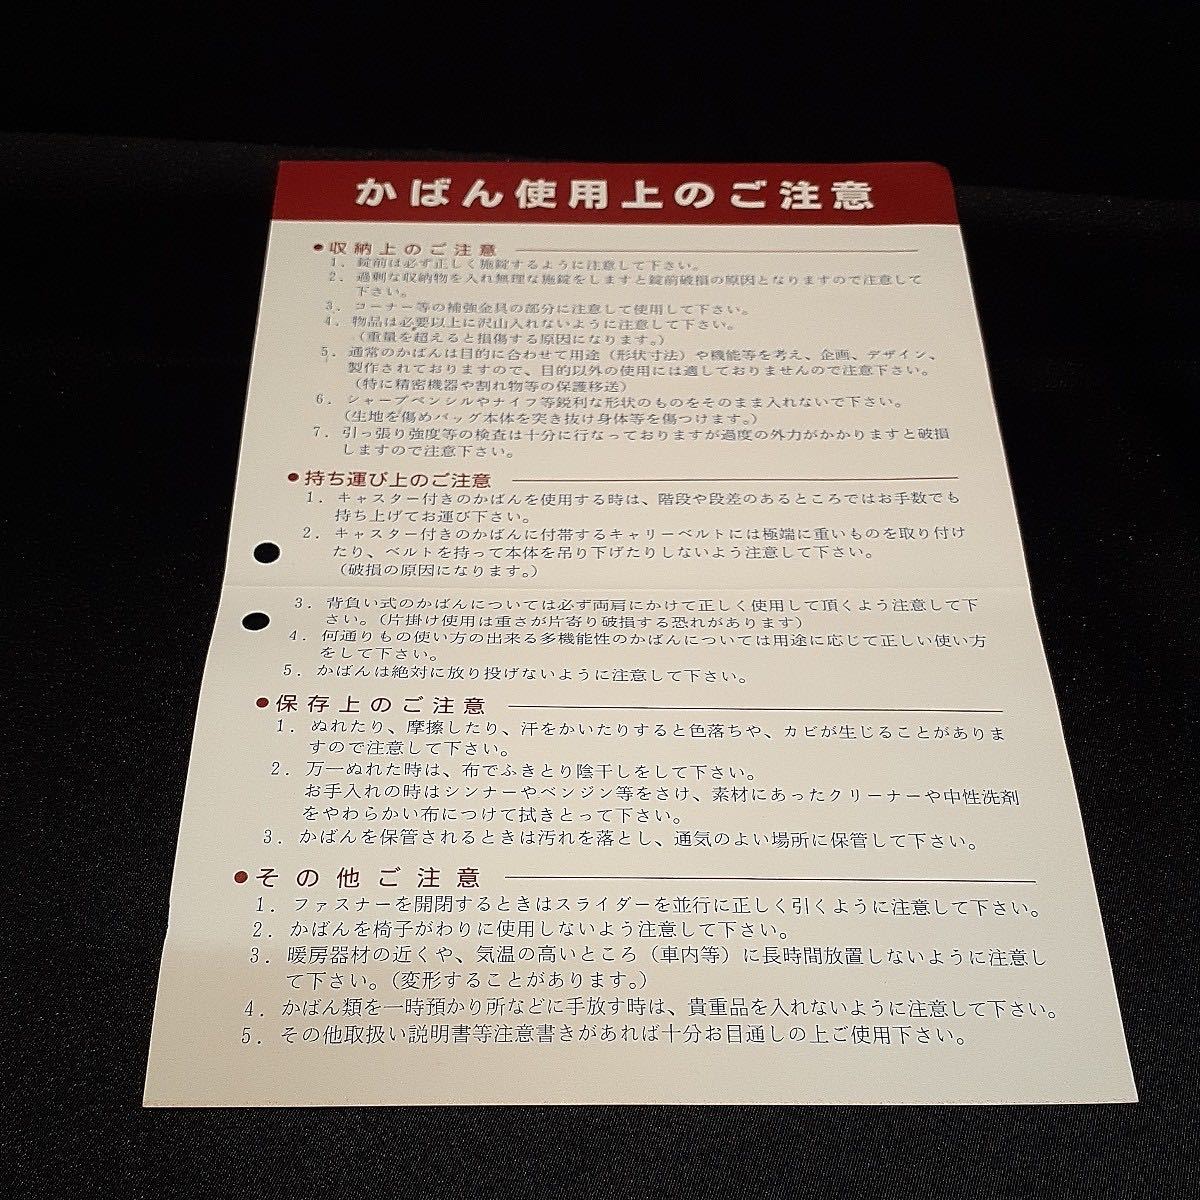 かばん使用上のご注意
●収納上のご注意
1. 錠前は必ず正しく施錠するように注意して下さい。
2. 過剰な収納物を入れ無理な施錠をしますと錠前破損の原因となりますので注意して
下さい。
3. コーナー等の補強金具の部分に注意して使用して下さい。
4. 物品は必要以上に沢山入れないように注意して下さい。
(重量を超えると損傷する原因になります。)
5. 通常のかばんは目的に合わせて用途(形状寸法)や機能等を考え、企画、デザイン、
製作されておりますので、目的以外の使用には適しておりませんので注意下さい。
(特に精密機器や割れ物等の保護移送)
6. シャープペンシルやナイフ等鋭利な形状のものをそのまま入れないで下さい。
(生地を傷めバッグ本体を突き抜け身体等を傷つけます。)
7. 引っ張り強度等の検査は十分に行なっておりますが過度の外力がかかりますと破損
しますので注意下さい。
●持ち運び上のご注意
1. キャスター付きのかばんを使用する時は、階段や段差のあるところではお手数でも
持ち上げてお運び下さい。
2. キャスター付きのかばんに付帯するキャリーベルトには極端に重いものを取り付け
たり、ベルトを持って本体を吊り下げたりしないよう注意して下さい。
(破損の原因になります。)
3. 背負い式のかばんについては必ず両肩にかけて正しく使用して頂くよう注意して下
さい。(片掛け使用は重さが片寄り破損する恐れがあります)
4. 何通りもの使い方の出来る多機能性のかばんについては用途に応じて正しい使い方
をして下さい。
5. かばんは絶対に放り投げないように注意して下さい。
●保存上のご注意
1. ぬれたり、摩擦したり、汗をかいたりすると色落ちや、カビが生じることがありま
すので注意して下さい。
2. 万一ぬれた時は、布でふきとり陰干しをして下さい。
お手入れの時はシンナーやベンジン等をさけ、素材にあったクリーナーや中性洗剤
をやわらかい布につけて拭きとって下さい。
3. かばんを保管されるときは汚れを落とし、通気のよい場所に保管して下さい。
●その他ご注意
1. ファスナーを開閉するときはスライダーを並行に正しく引くように注意して下さい。
2. かばんを椅子がわりに使用しないよう注意して下さい。
3. 暖房器材の近くや、気温の高いところ(車内等)に長時間放置しないように注意し
て下さい。(変形することがあります。)
4. かばん類を一時預かり所などに手放す時は、貴重品を入れないように注意して下さい。
5. その他取扱い説明書等注意書きがあれば十分お目通しの上ご使用下さい。